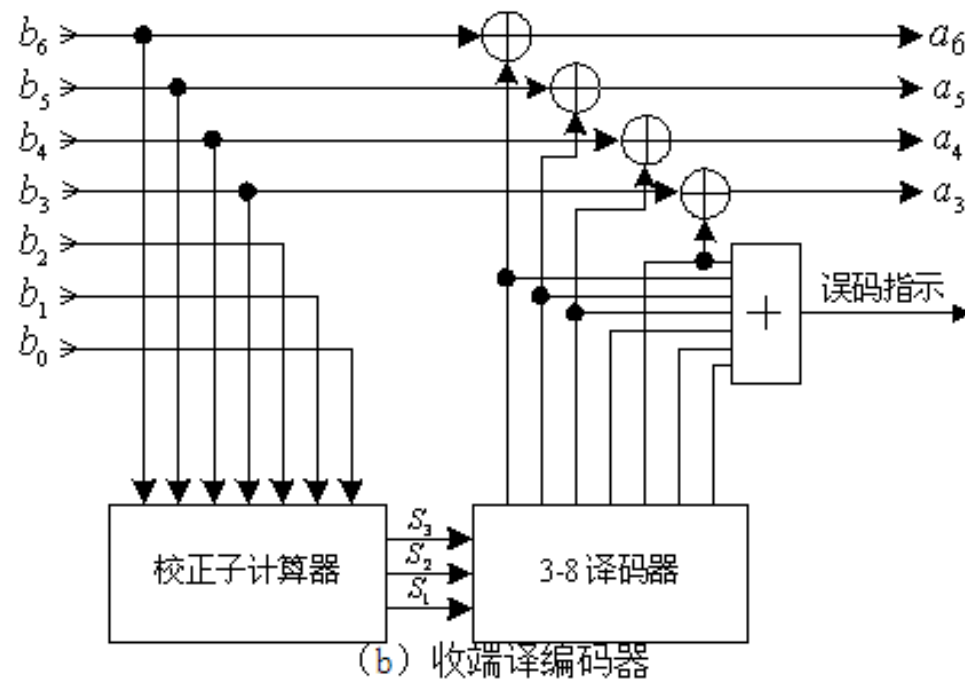 b6 a6
b5 a5
b4 a4
b3 a3
b2
b1 误码指示
b0
S3
校正子计算器 S2 3-8 译码器
S1
(b) 收端译编码器